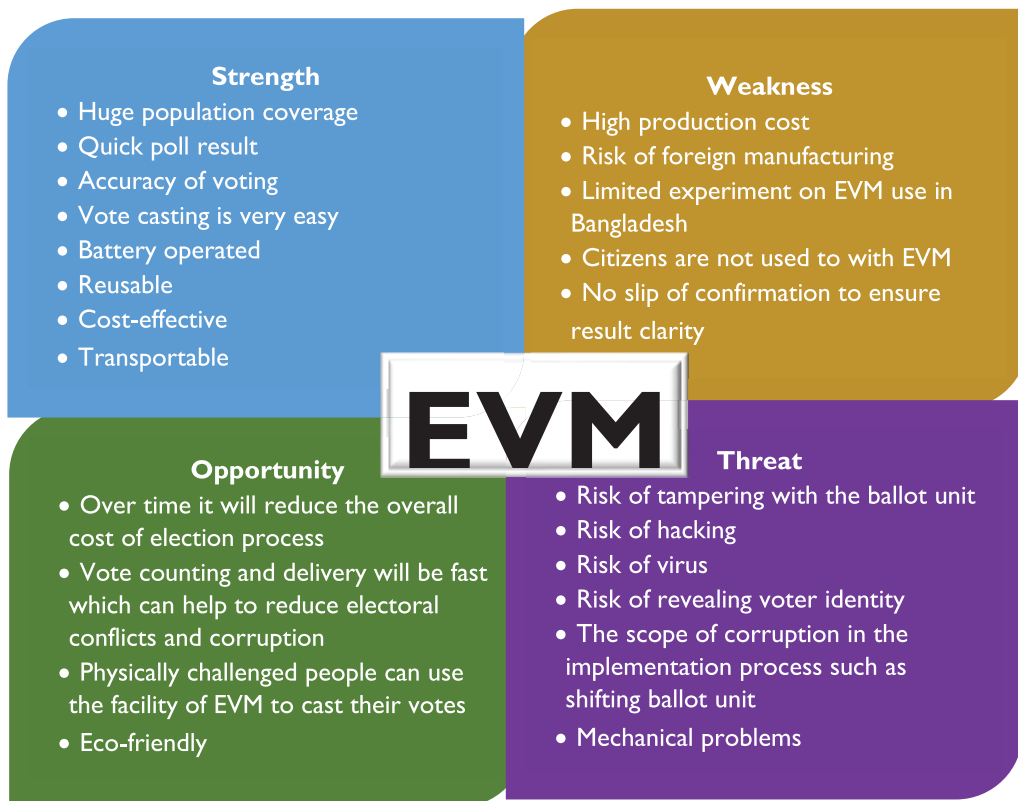 Strength
• Huge population coverage
• Quick poll result
• Accuracy of voting
• Vote casting is very easy
• Battery operated
• Reusable
• Cost-effective
• Transportable
Weakness
• High production cost
• Risk of foreign manufacturing
• Limited experiment on EVM use in
Bangladesh
• Citizens are not used to with EVM
• No slip of confirmation to ensure
result clarity
EVM
Opportunity
• Over time it will reduce the overall
cost of election process
• Vote counting and delivery will be fast
which can help to reduce electoral
conflicts and corruption
• Physically challenged people can use
the facility of EVM to cast their votes
• Eco-friendly
Threat
• Risk of tampering with the ballot unit
• Risk of hacking
• Risk of virus
• Risk of revealing voter identity
• The scope of corruption in the
implementation process such as
shifting ballot unit
• Mechanical problems